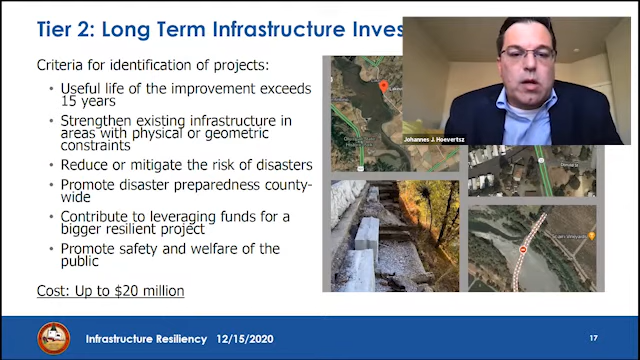 Tier 2: Long Term Infrastructure Inves
Johannes J. Hoevertsz
Criteria for identification of projects:
• Useful life of the improvement exceeds
15 years
• Strengthen existing infrastructure in
areas with physical or geometric
constraints
• Reduce or mitigate the risk of disasters
• Promote disaster preparedness county-
wide
• Contribute to leveraging funds for a
bigger resilient project
• Promote safety and welfare of the
public
Cost: Up to $20 million
Infrastructure Resiliency 12/15/2020
17